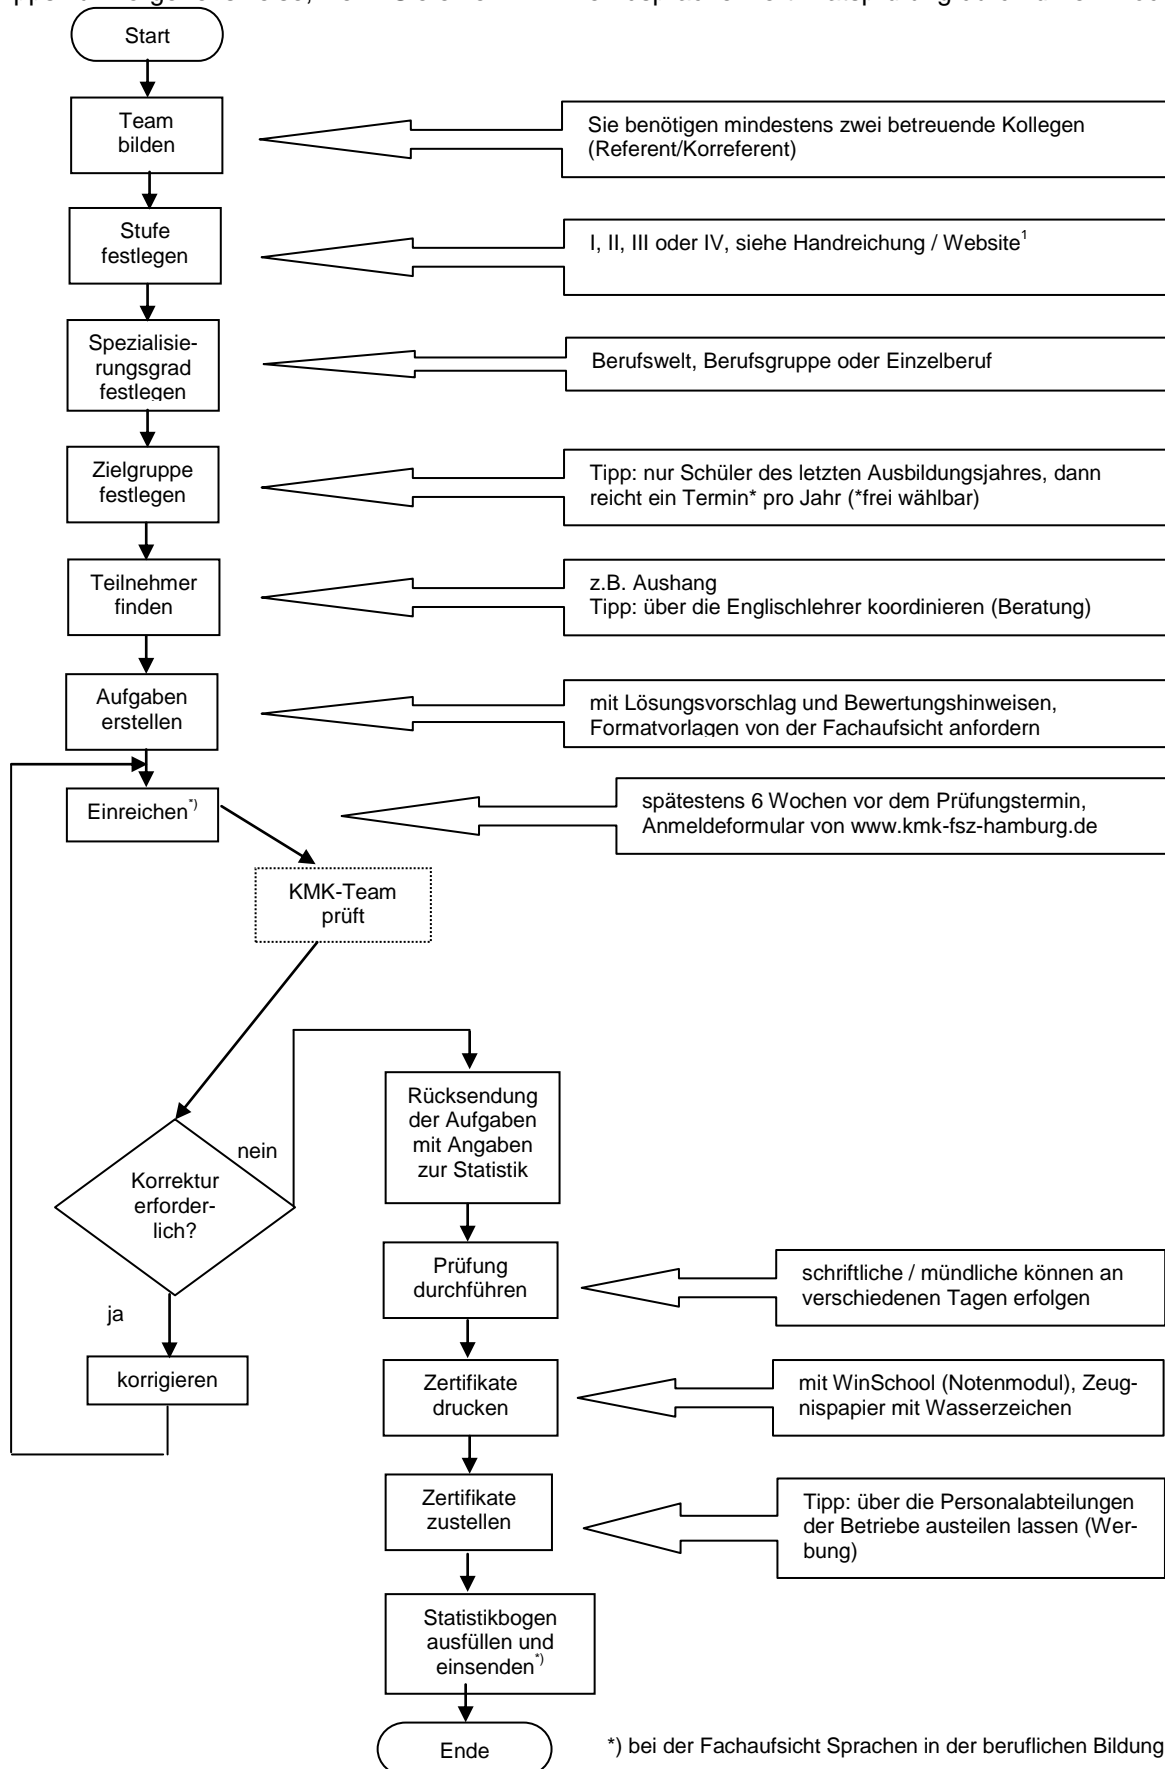 Start
Team
bilden
Sie benötigen mindestens zwei betreuende Kollegen
(Referent/Korreferent)
Stufe
festlegen
I, II, III oder IV, siehe Handreichung / Website¹
Spezialisie-
rungsgrad
festlegen
Berufswelt, Berufsgruppe oder Einzelberuf
Zielgruppe
festlegen
Tipp: nur Schüler des letzten Ausbildungsjahres, dann
reicht ein Termin* pro Jahr (*frei wählbar)
Teilnehmer
finden
z.B. Aushang
Tipp: über die Englischlehrer koordinieren (Beratung)
Aufgaben
erstellen
mit Lösungsvorschlag und Bewertungshinweisen,
Formatvorlagen von der Fachaufsicht anfordern
Einreichen*)
spätestens 6 Wochen vor dem Prüfungstermin,
Anmeldeformular von www.kmk-fsz-hamburg.de
KMK-Team
prüft
Korrektur
erforder-
lich?
nein
ja
korrigieren
Rücksendung
der Aufgaben
mit Angaben
zur Statistik
Prüfung
durchführen
schriftliche / mündliche können an
verschiedenen Tagen erfolgen
Zertifikate
drucken
mit WinSchool (Notenmodul), Zeug-
nispapier mit Wasserzeichen
Zertifikate
zustellen
Tipp: über die Personalabteilungen
der Betriebe austeilen lassen (Wer-
bung)
Statistikbogen
ausfüllen und
einsenden*)
Ende
*) bei der Fachaufsicht Sprachen in der beruflichen Bildung